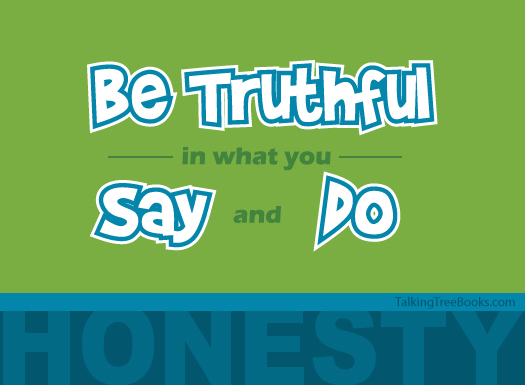 Be Truthful
in what you
Say and Do
TalkingTreeBooks.com
HONESTY